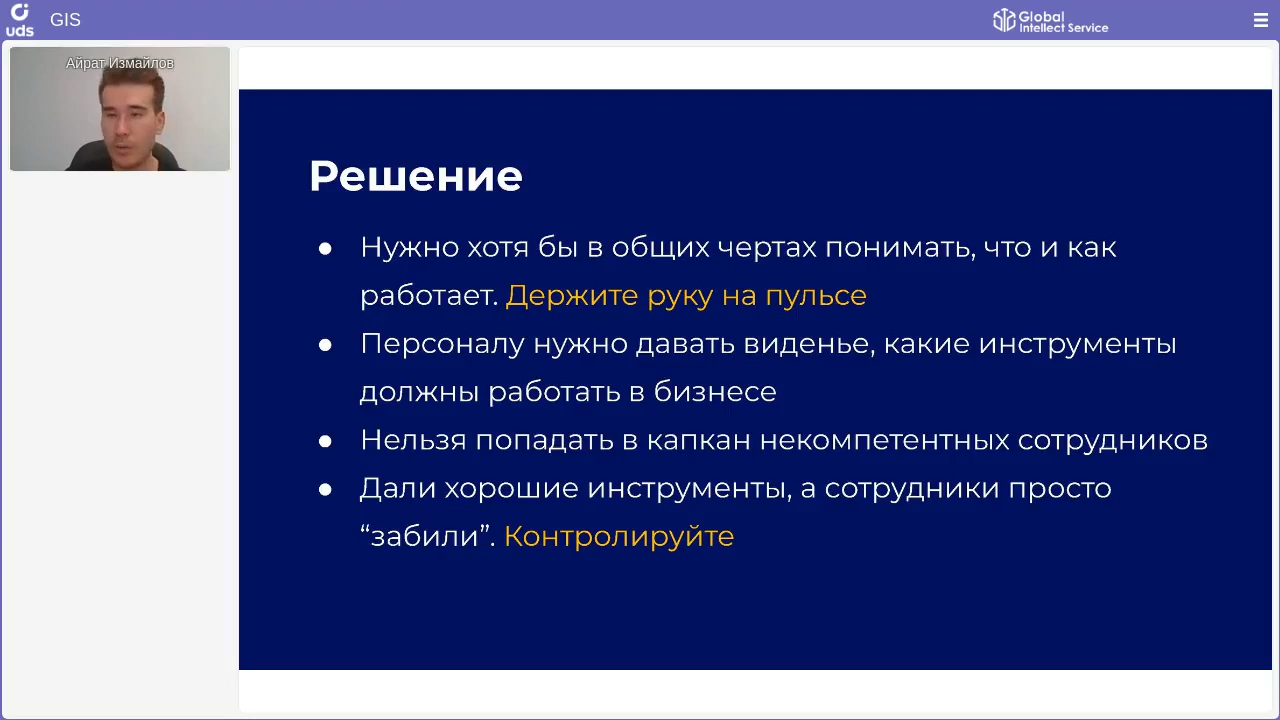 uds
GIS
Global
Intellect Service
Айрат Измайлов
Решение
● Нужно хотя бы в общих чертах понимать, что и как
работает. Держите руку на пульсе
● Персоналу нужно давать виденье, какие инструменты
должны работать в бизнесе
● Нельзя попадать в капкан некомпетентных сотрудников
● Дали хорошие инструменты, а сотрудники просто
“забили”. Контролируйте